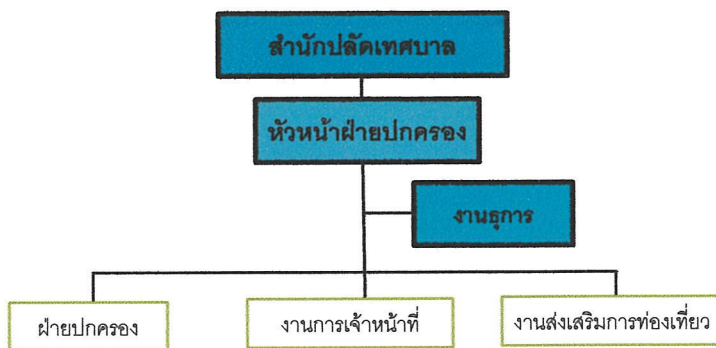 สำนักปลัดเทศบาล
หัวหน้าฝ่ายปกครอง
งานธุการ
ฝ่ายปกครอง
งานการเจ้าหน้าที่
งานส่งเสริมการท่องเที่ยว